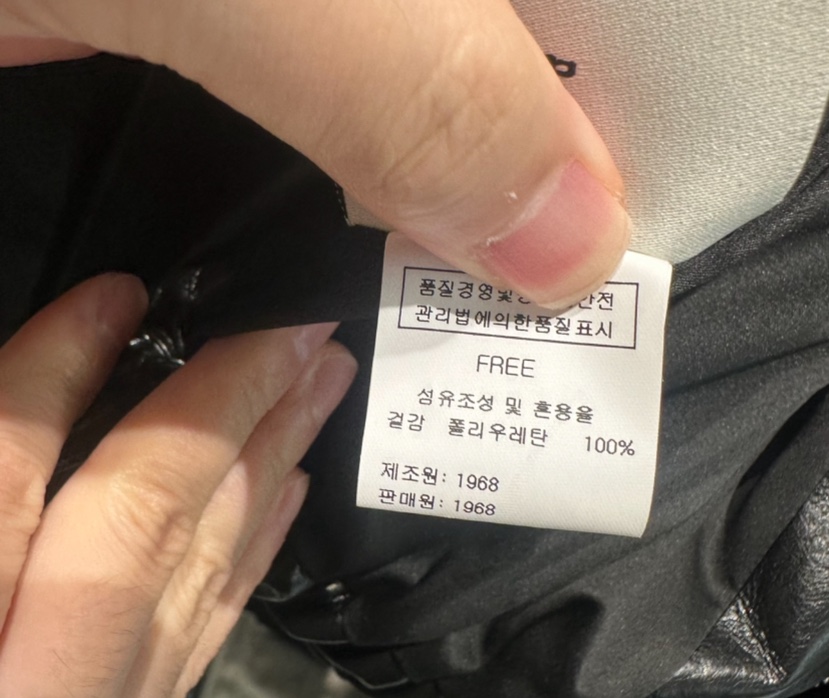 품질경영및 안전
관리법에의한품질표시
FREE
섬유조성 및 혼용율
겉감 폴리우레탄 100%
제조원: 1968
판매원: 1968